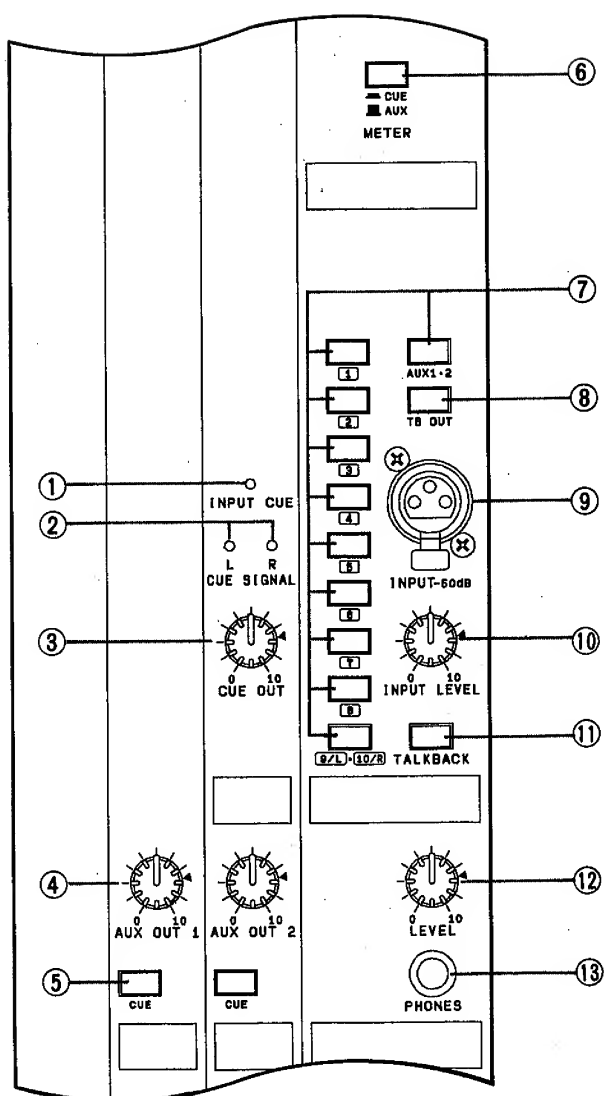 ⑥
CUE
AUX
METER
⑦
1
AUX1·2
⑧
2
TB OUT
3
①
INPUT CUE
4
⑨
②
L R
CUE SIGNAL
5
INPUT-60dB
6
③
0 10
CUE OUT
7
⑩
0 10
INPUT LEVEL
8
⑪
9/L·10/R TALKBACK
④
0 10
AUX OUT 1
0 10
AUX OUT 2
⑫
0 10
LEVEL
⑤
CUE
CUE
⑬
PHONES